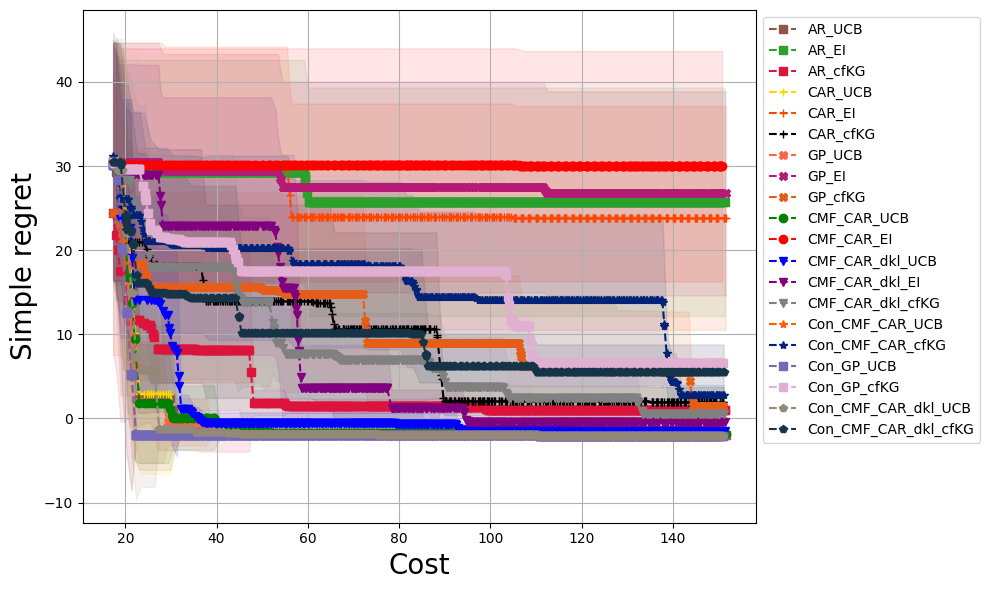 Simple regret
40
30
20
10
0
−10
20
40
60
80
100
120
140
Cost
AR_UCB
AR_EI
AR_cfKG
CAR_UCB
CAR_EI
CAR_cfKG
GP_UCB
GP_EI
GP_cfKG
CMF_CAR_UCB
CMF_CAR_EI
CMF_CAR_dkl_UCB
CMF_CAR_dkl_EI
CMF_CAR_dkl_cfKG
Con_CMF_CAR_UCB
Con_CMF_CAR_cfKG
Con_GP_UCB
Con_GP_cfKG
Con_CMF_CAR_dkl_UCB
Con_CMF_CAR_dkl_cfKG